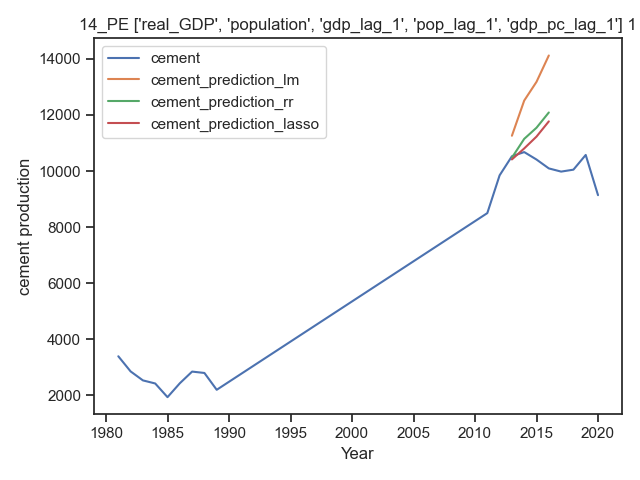 14_PE ['real_GDP', 'population', 'gdp_lag_1', 'pop_lag_1', 'gdp_pc_lag_1'] 1
cement
cement_prediction_lm
cement_prediction_rr
cement_prediction_lasso
cement production
14000
12000
10000
8000
6000
4000
2000
1980 1985 1990 1995 2000 2005 2010 2015 2020
Year